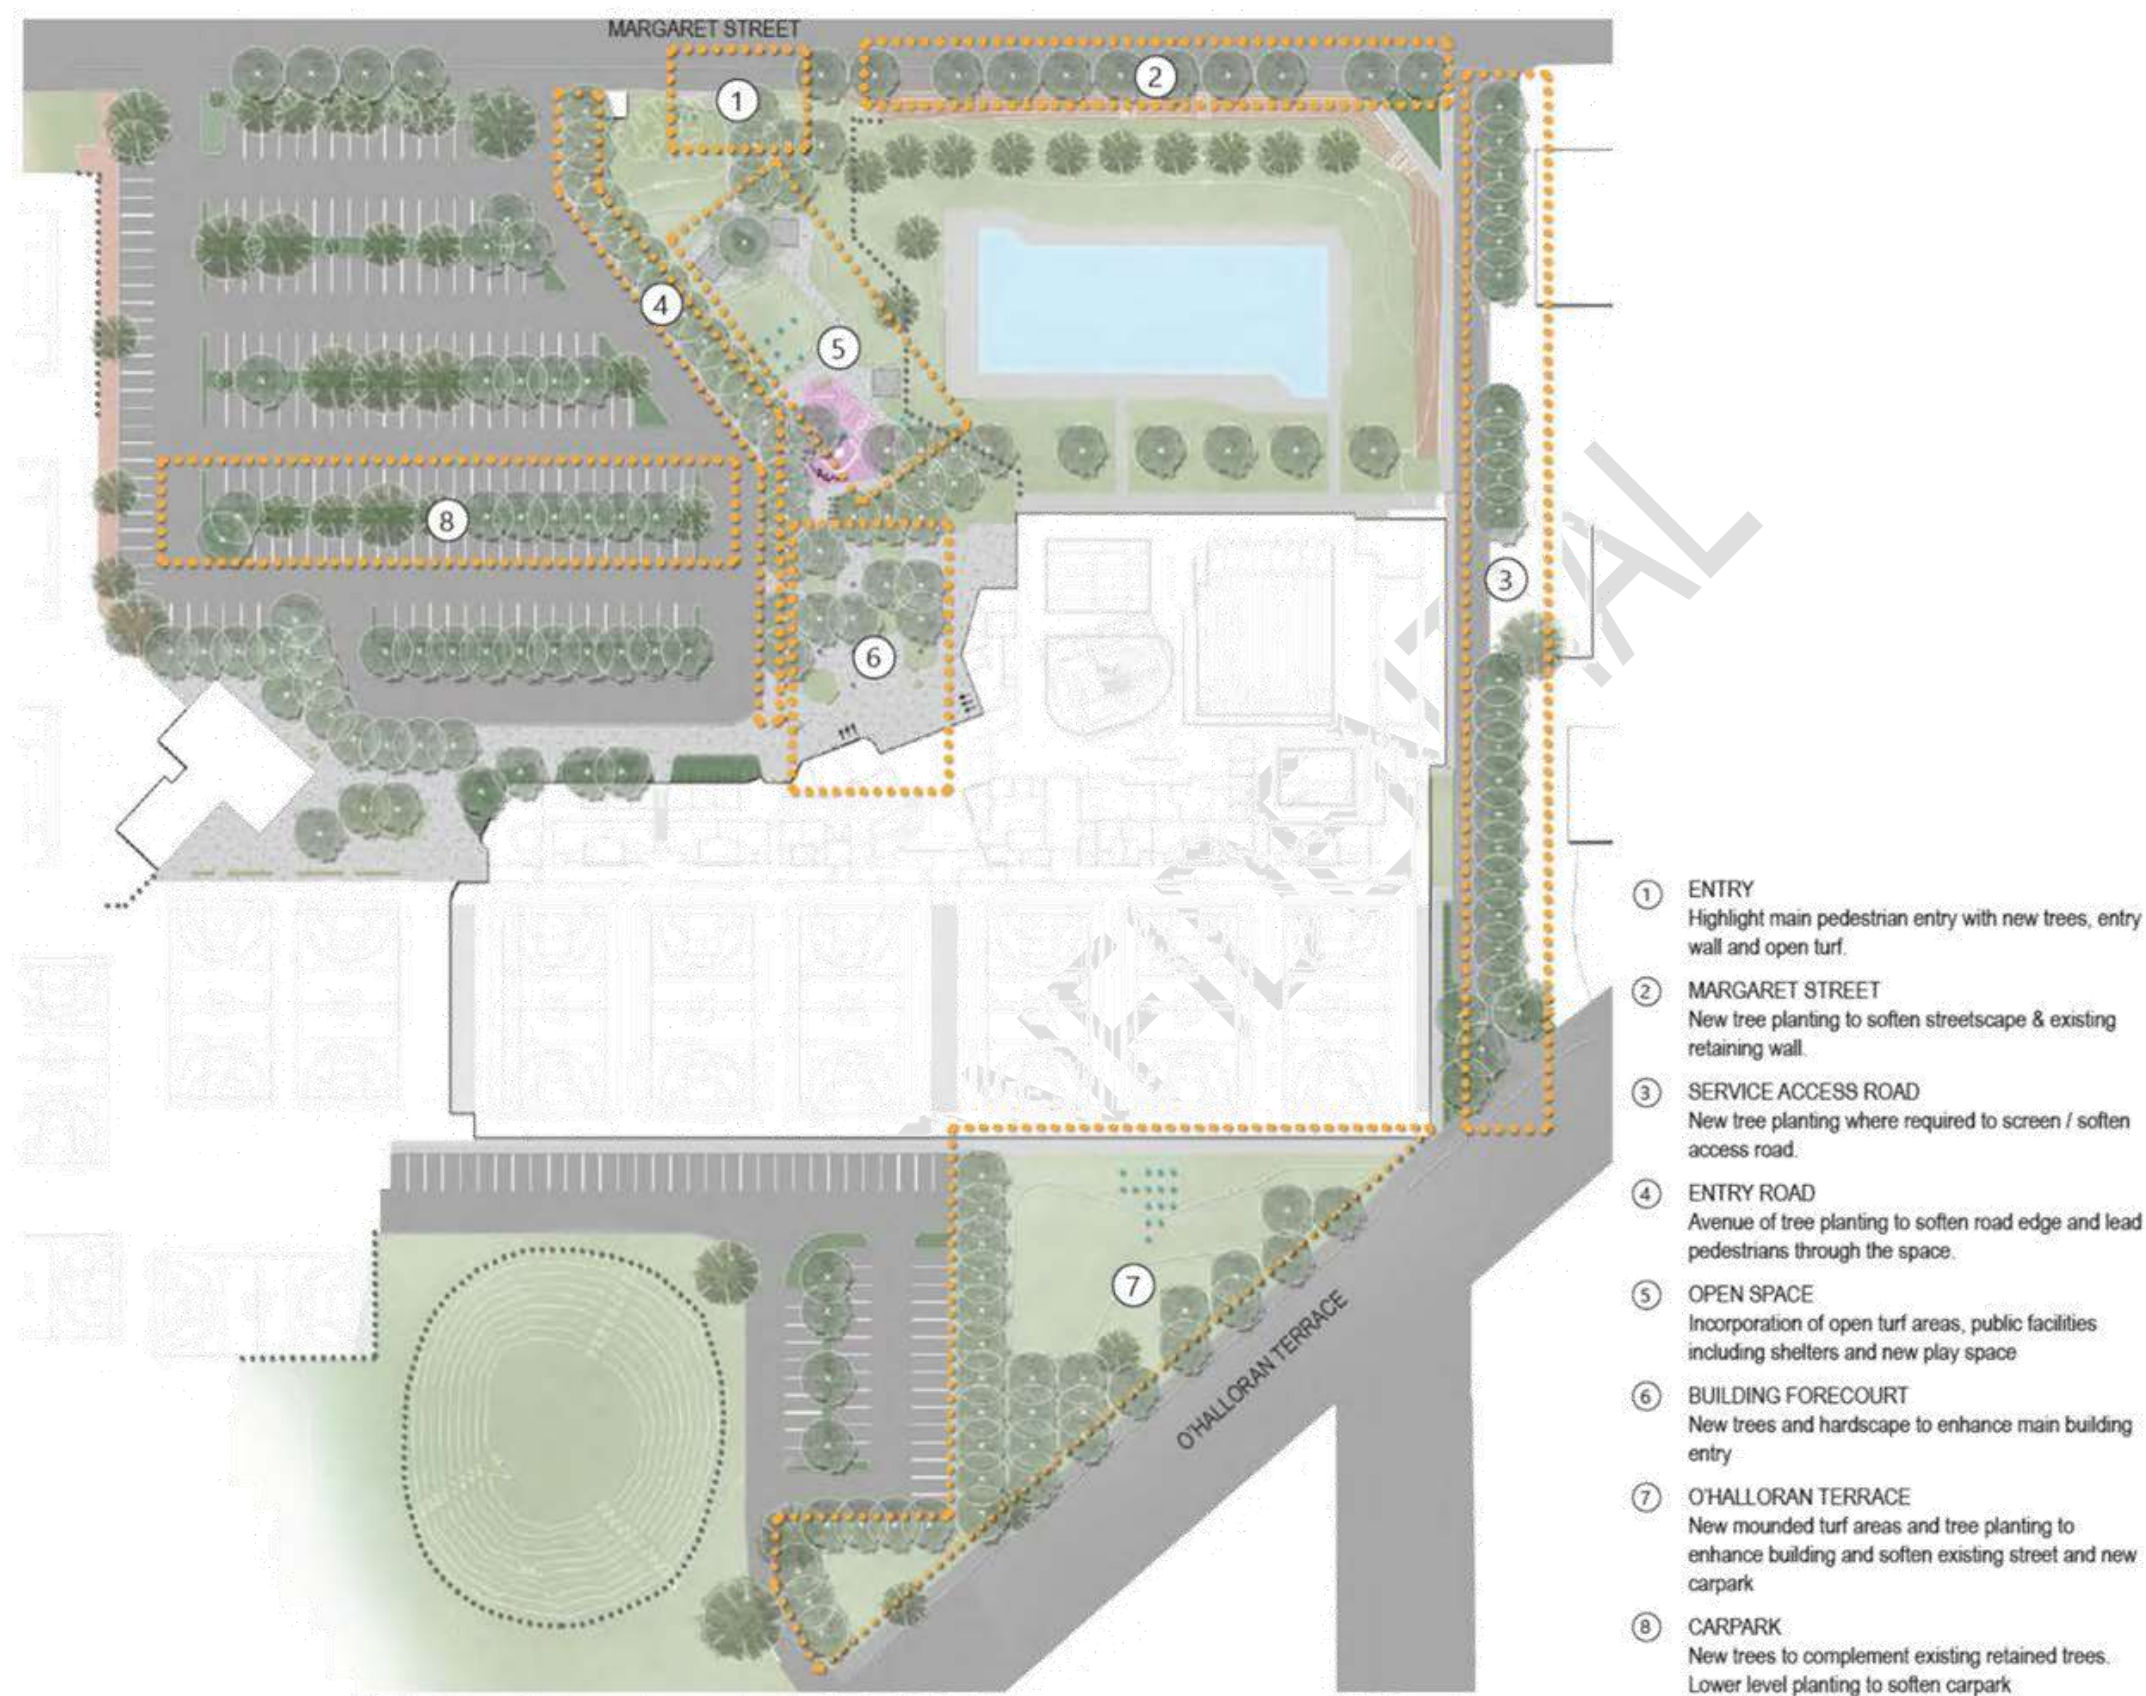 MARGARET STREET
1
2
3
4
5
6
7
8
O'HALLORAN TERRACE
1 ENTRY
Highlight main pedestrian entry with new trees, entry
wall and open turf.
2 MARGARET STREET
New tree planting to soften streetscape & existing
retaining wall.
3 SERVICE ACCESS ROAD
New tree planting where required to screen / soften
access road.
4 ENTRY ROAD
Avenue of tree planting to soften road edge and lead
pedestrians through the space.
5 OPEN SPACE
Incorporation of open turf areas, public facilities
including shelters and new play space
6 BUILDING FORECOURT
New trees and hardscape to enhance main building
entry
7 O'HALLORAN TERRACE
New mounded turf areas and tree planting to
enhance building and soften existing street and new
carpark
8 CARPARK
New trees to complement existing retained trees.
Lower level planting to soften carpark